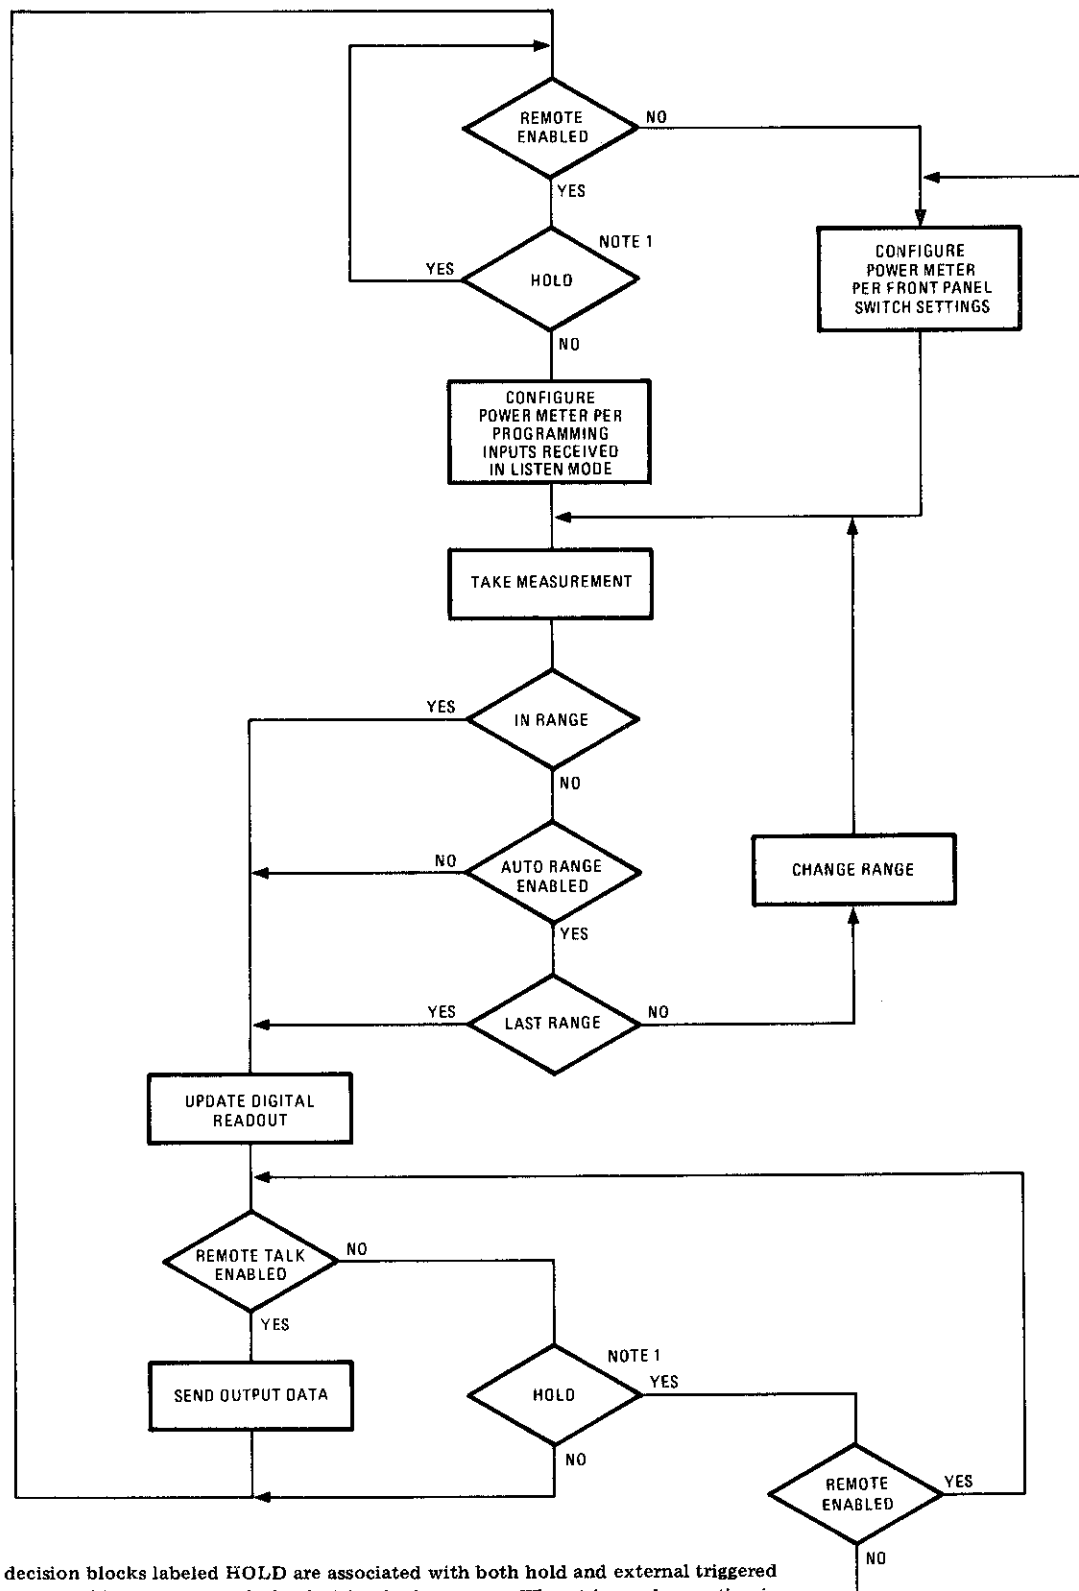 REMOTE
ENABLED
NO
YES
NOTE 1
YES
HOLD
NO
CONFIGURE
POWER METER
PER FRONT PANEL
SWITCH SETTINGS
CONFIGURE
POWER METER PER
PROGRAMMING
INPUTS RECEIVED
IN LISTEN MODE
TAKE MEASUREMENT
YES
IN RANGE
NO
NO
AUTO RANGE
ENABLED
YES
CHANGE RANGE
YES
LAST RANGE
NO
UPDATE DIGITAL
READOUT
REMOTE TALK
ENABLED
NO
YES
SEND OUTPUT DATA
NOTE 1
HOLD
YES
NO
REMOTE
ENABLED
YES
NO
decision blocks labeled HOLD are associated with both hold and external triggered